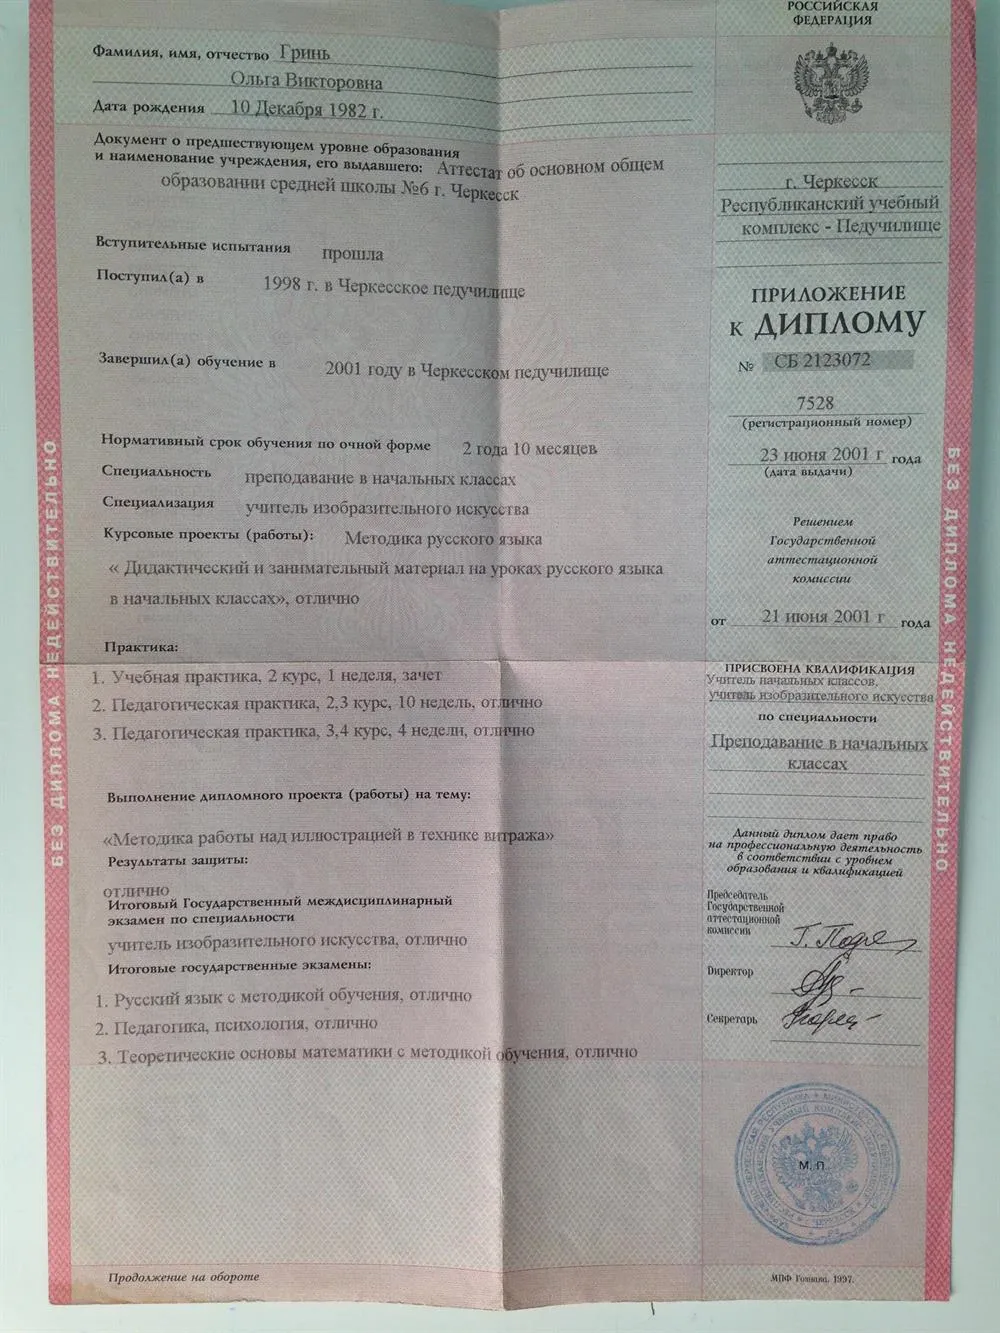 Фамилия, имя, отчество Гринь
Ольга Викторовна
Дата рождения 10 Декабря 1982 г.
Документ о предшествующем уровне образования
и наименование учреждения, его выдавшего: Аттестат об основном общем
образовании средней школы №6 г. Черкесск
Вступительные испытания прошла
Поступил(а) в 1998 г. в Черкесское педучилище
Завершил(а) обучение в 2001 году в Черкесском педучилище
Нормативный срок обучения по очной форме 2 года 10 месяцев
Специальность преподавание в начальных классах
Специализация учитель изобразительного искусства
Курсовые проекты (работы): Методика русского языка
« Дидактический и занимательный материал на уроках русского языка
в начальных классах», отлично
Практика:
1. Учебная практика, 2 курс, 1 неделя, зачет
2. Педагогическая практика, 2,3 курс, 10 недель, отлично
3. Педагогическая практика, 3,4 курс, 4 недели, отлично
Выполнение дипломного проекта (работы) на тему:
«Методика работы над иллюстрацией в технике витража»
Результаты защиты:
отлично
Итоговый Государственный междисциплинарный
экзамен по специальности
учитель изобразительного искусства, отлично
Итоговые государственные экзамены:
1. Русский язык с методикой обучения, отлично
2. Педагогика, психология, отлично
3. Теоретические основы математики с методикой обучения, отлично
Продолжение на обороте
РОССИЙСКАЯ
ФЕДЕРАЦИЯ
г. Черкесск
Республиканский учебный
комплекс - Педучилище
ПРИЛОЖЕНИЕ
К ДИПЛОМУ
№ СБ 2123072
7528
(регистрационный номер)
23 июня 2001 г года
(дата выдачи)
Решением
Государственной
аттестационной
комиссии
от 21 июня 2001 г года
ПРИСВОЕНА КВАЛИФИКАЦИЯ
Учитель начальных классов,
учитель изобразительного искусства
по специальности
Преподавание в начальных
классах
Данный диплом дает право
на профессиональную деятельность
в соответствии с уровнем
образования и квалификацией
Председатель
Государственной
аттестационной
комиссии
Директор
Секретарь
М.П.
МПФ Гознака. 1997.
БЕЗ ДИПЛОМА НЕДЕЙСТВИТЕЛЬНО
БЕЗ ДИПЛОМА НЕДЕЙСТВИТЕЛЬНО